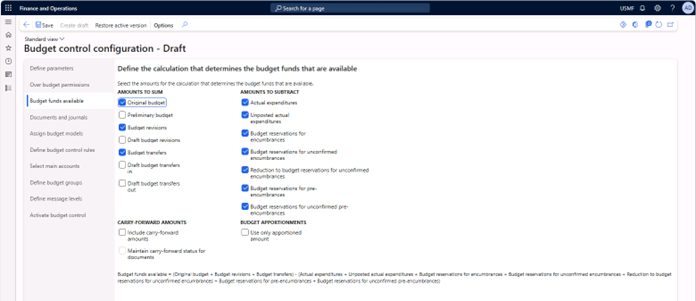 Finance and Operations
Search for a page
USMF
AD
Save
Create draft
Restore active version
Options
Standard view
Budget control configuration - Draft
Define parameters
Over budget permissions
Budget funds available
Documents and journals
Assign budget models
Define budget control rules
Select main accounts
Define budget groups
Define message levels
Activate budget control
Define the calculation that determines the budget funds that are available
Select the amounts for the calculation that determines the budget funds that are available.
AMOUNTS TO SUM
Original budget
Preliminary budget
Budget revisions
Draft budget revisions
Budget transfers
Draft budget transfers
in
Draft budget transfers
out
AMOUNTS TO SUBTRACT
Actual expenditures
Unposted actual
expenditures
Budget reservations for
encumbrances
Budget reservations for unconfirmed
encumbrances
Reduction to budget reservations for unconfirmed
encumbrances
Budget reservations for pre-
encumbrances
Budget reservations for unconfirmed pre-
encumbrances
CARRY-FORWARD AMOUNTS
Include carry-forward
amounts
Maintain carry-forward status for
documents
BUDGET APPORTIONMENTS
Use only apportioned
amount
Budget funds available = (Original budget + Budget revisions + Budget transfers) - (Actual expenditures + Unposted actual expenditures + Budget reservations for encumbrances + Budget reservations for unconfirmed encumbrances + Reduction to budget
reservations for unconfirmed encumbrances + Budget reservations for pre-encumbrances + Budget reservations for unconfirmed pre-encumbrances)